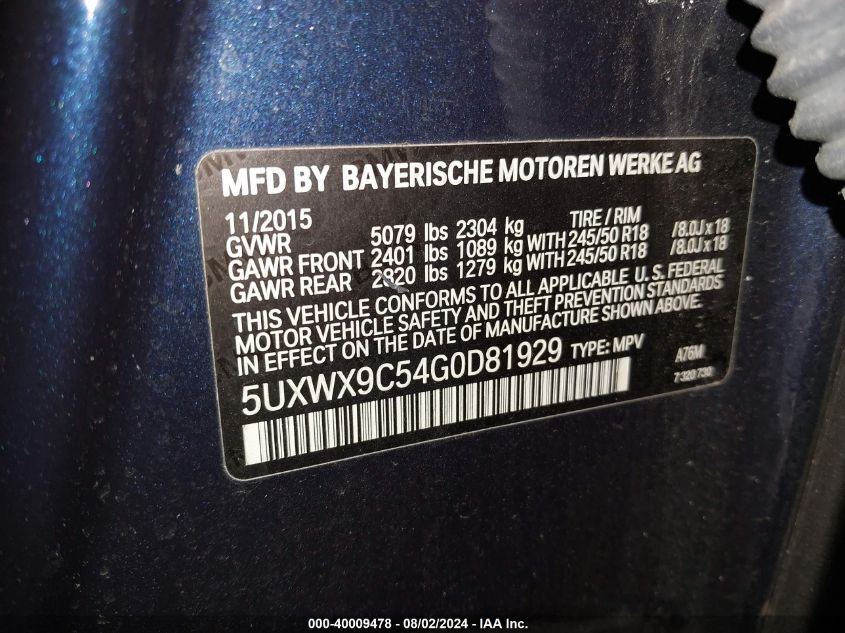 MFD BY BAYERISCHE MOTOREN WERKE AG
11/2015 TIRE / RIM
GVWR 5079 lbs 2304 kg
GAWR FRONT 2401 lbs 1089 kg WITH 245/50 R18 /8.0J x 18
GAWR REAR 2820 lbs 1279 kg WITH 245/50 R18 /8.0J x 18
THIS VEHICLE CONFORMS TO ALL APPLICABLE U.S. FEDERAL
MOTOR VEHICLE SAFETY AND THEFT PREVENTION STANDARDS
IN EFFECT ON THE DATE OF MANUFACTURE SHOWN ABOVE.
5UXWX9C54G0D81929 TYPE: MPV A76M
7 320 730
000-40009478 - 08/02/2024 - IAA Inc.